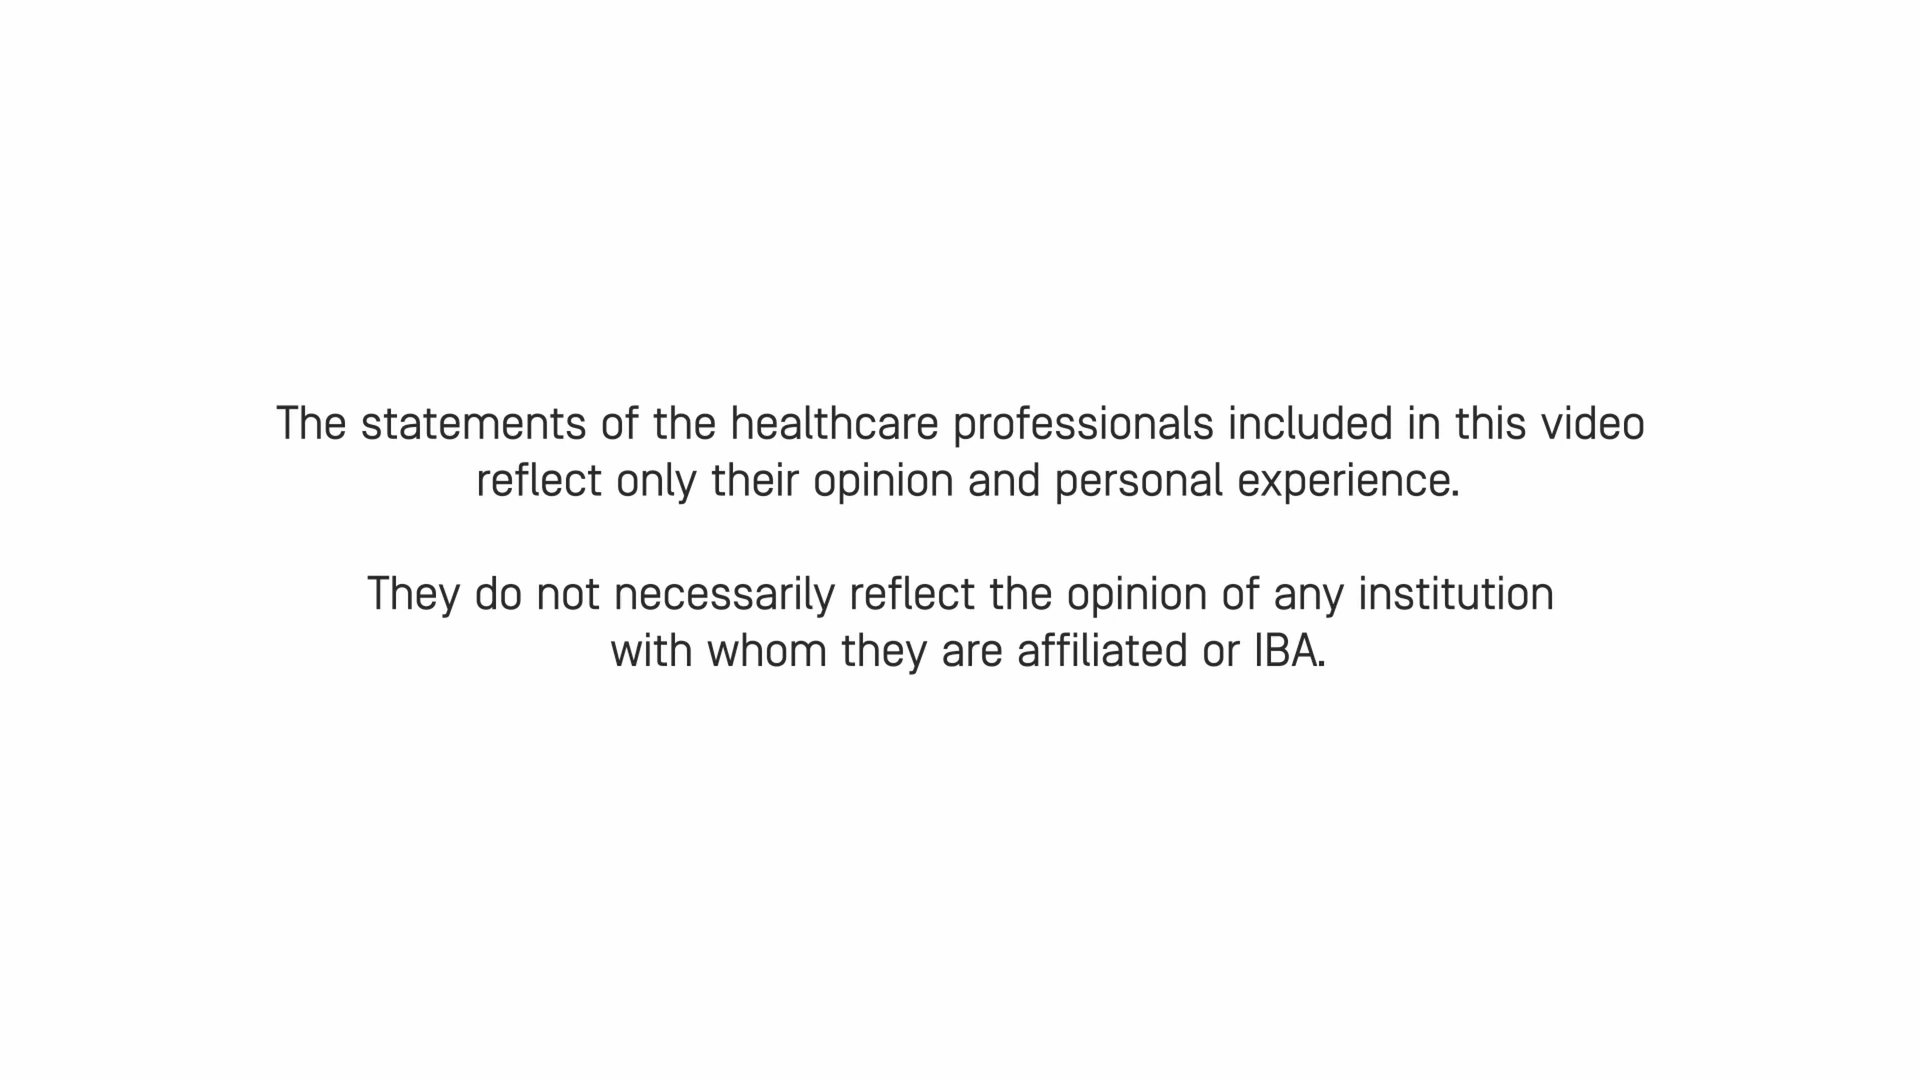 The statements of the healthcare professionals included in this video
reflect only their opinion and personal experience.
They do not necessarily reflect the opinion of any institution
with whom they are affiliated or IBA.